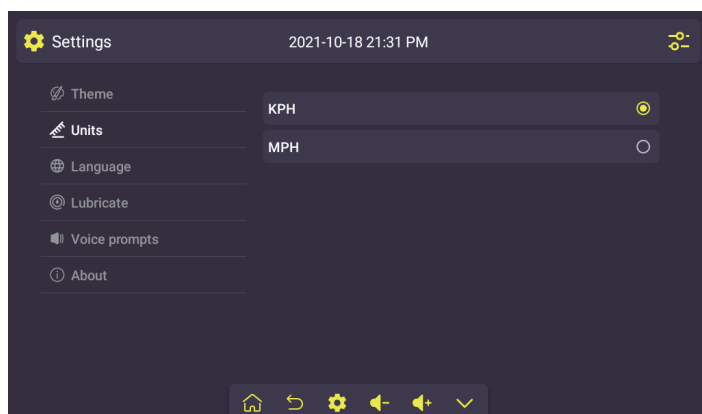 Settings
2021-10-18 21:31 PM
Theme
Units
Language
Lubricate
Voice prompts
About
KPH
MPH